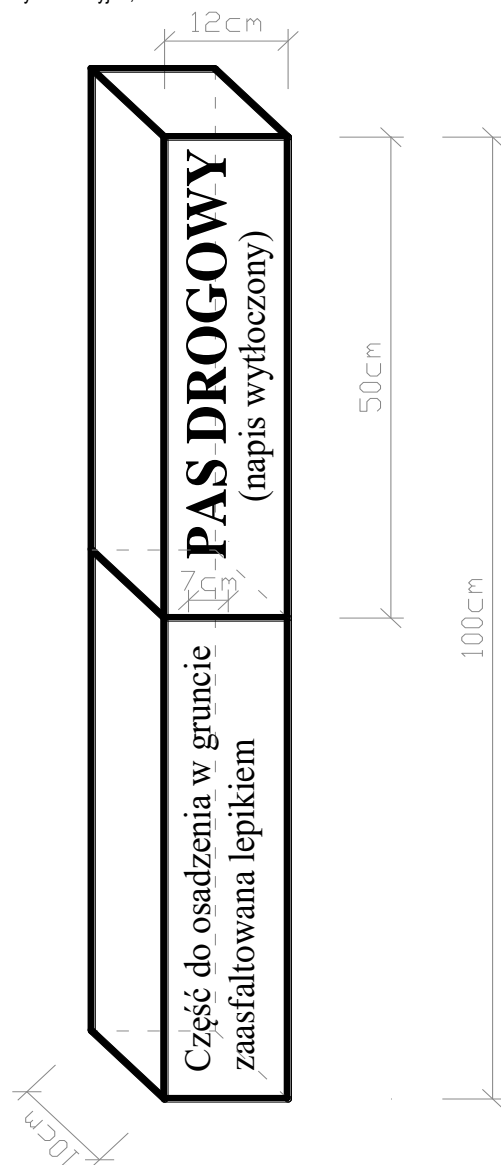 12cm
PAS DROGOWY
(napis wytłoczony)
50cm
7cm
100cm
Część do osadzenia w gruncie
zaasfaltowana lepikiem
10cm